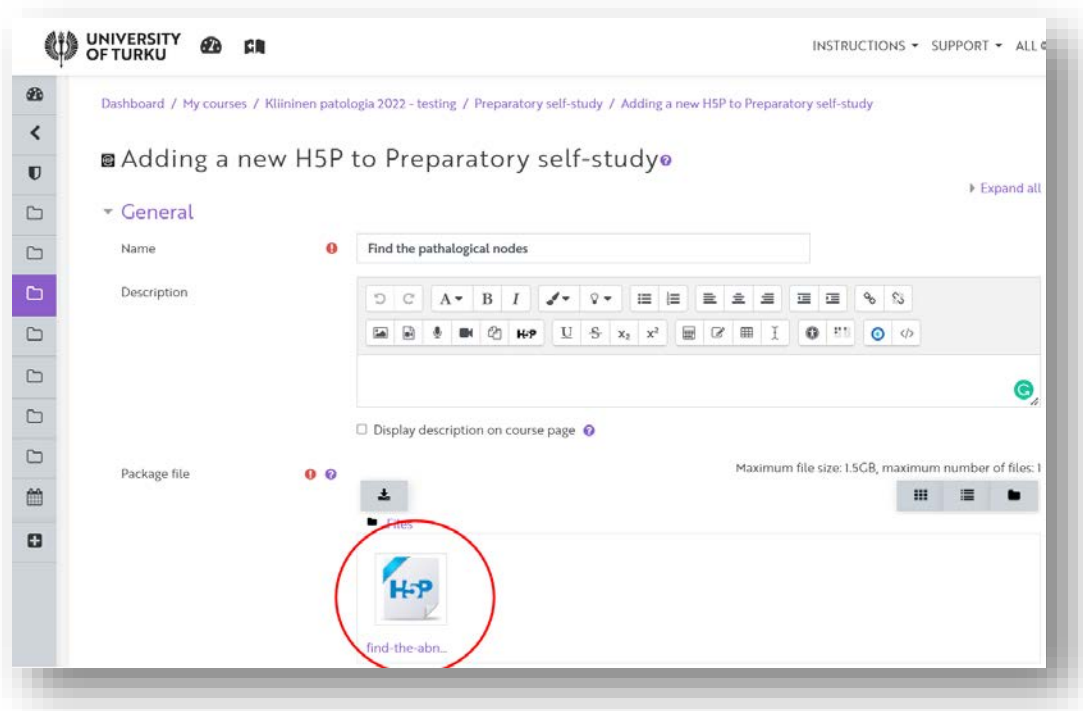 UNIVERSITY
OF TURKU
INSTRUCTIONS SUPPORT ALL
Dashboard / My courses / Kliininen patologia 2022 - testing / Preparatory self-study / Adding a new H5P to Preparatory self-study
Adding a new H5P to Preparatory self-study
Expand all
General
Name
Find the pathalogical nodes
Description
A B I
H-P U S x₂ x²
Display description on course page
Package file
Maximum file size: 1.5GB, maximum number of files: 1
Files
H5P
find-the-abn...